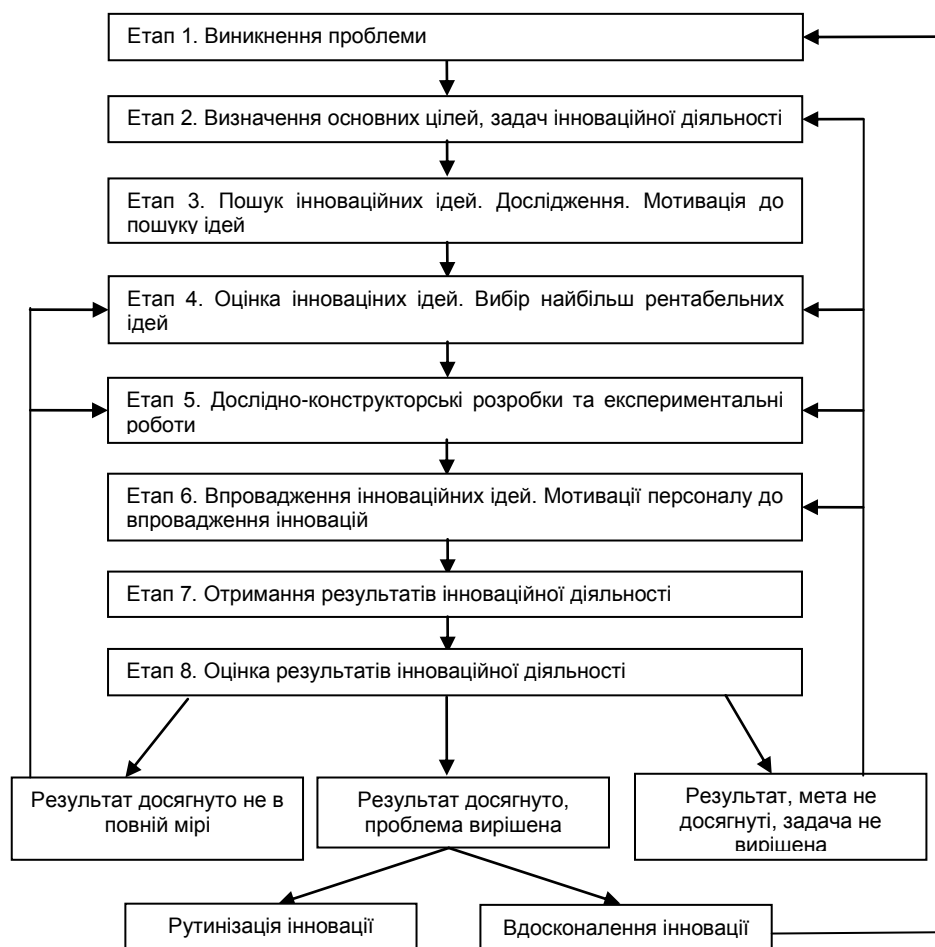 Етап 1. Виникнення проблеми
Етап 2. Визначення основних цілей, задач інноваційної діяльності
Етап 3. Пошук інноваційних ідей. Дослідження. Мотивація до
пошуку ідей
Етап 4. Оцінка інноваціних ідей. Вибір найбільш рентабельних
ідей
Етап 5. Дослідно-конструкторські розробки та експериментальні
роботи
Етап 6. Впровадження інноваційних ідей. Мотивації персоналу до
впровадження інновацій
Етап 7. Отримання результатів інноваційної діяльності
Етап 8. Оцінка результатів інноваційної діяльності
Результат досягнуто не в
повній мірі
Результат досягнуто,
проблема вирішена
Результат, мета не
досягнуті, задача не
вирішена
Рутинізація інновації
Вдосконалення інновації